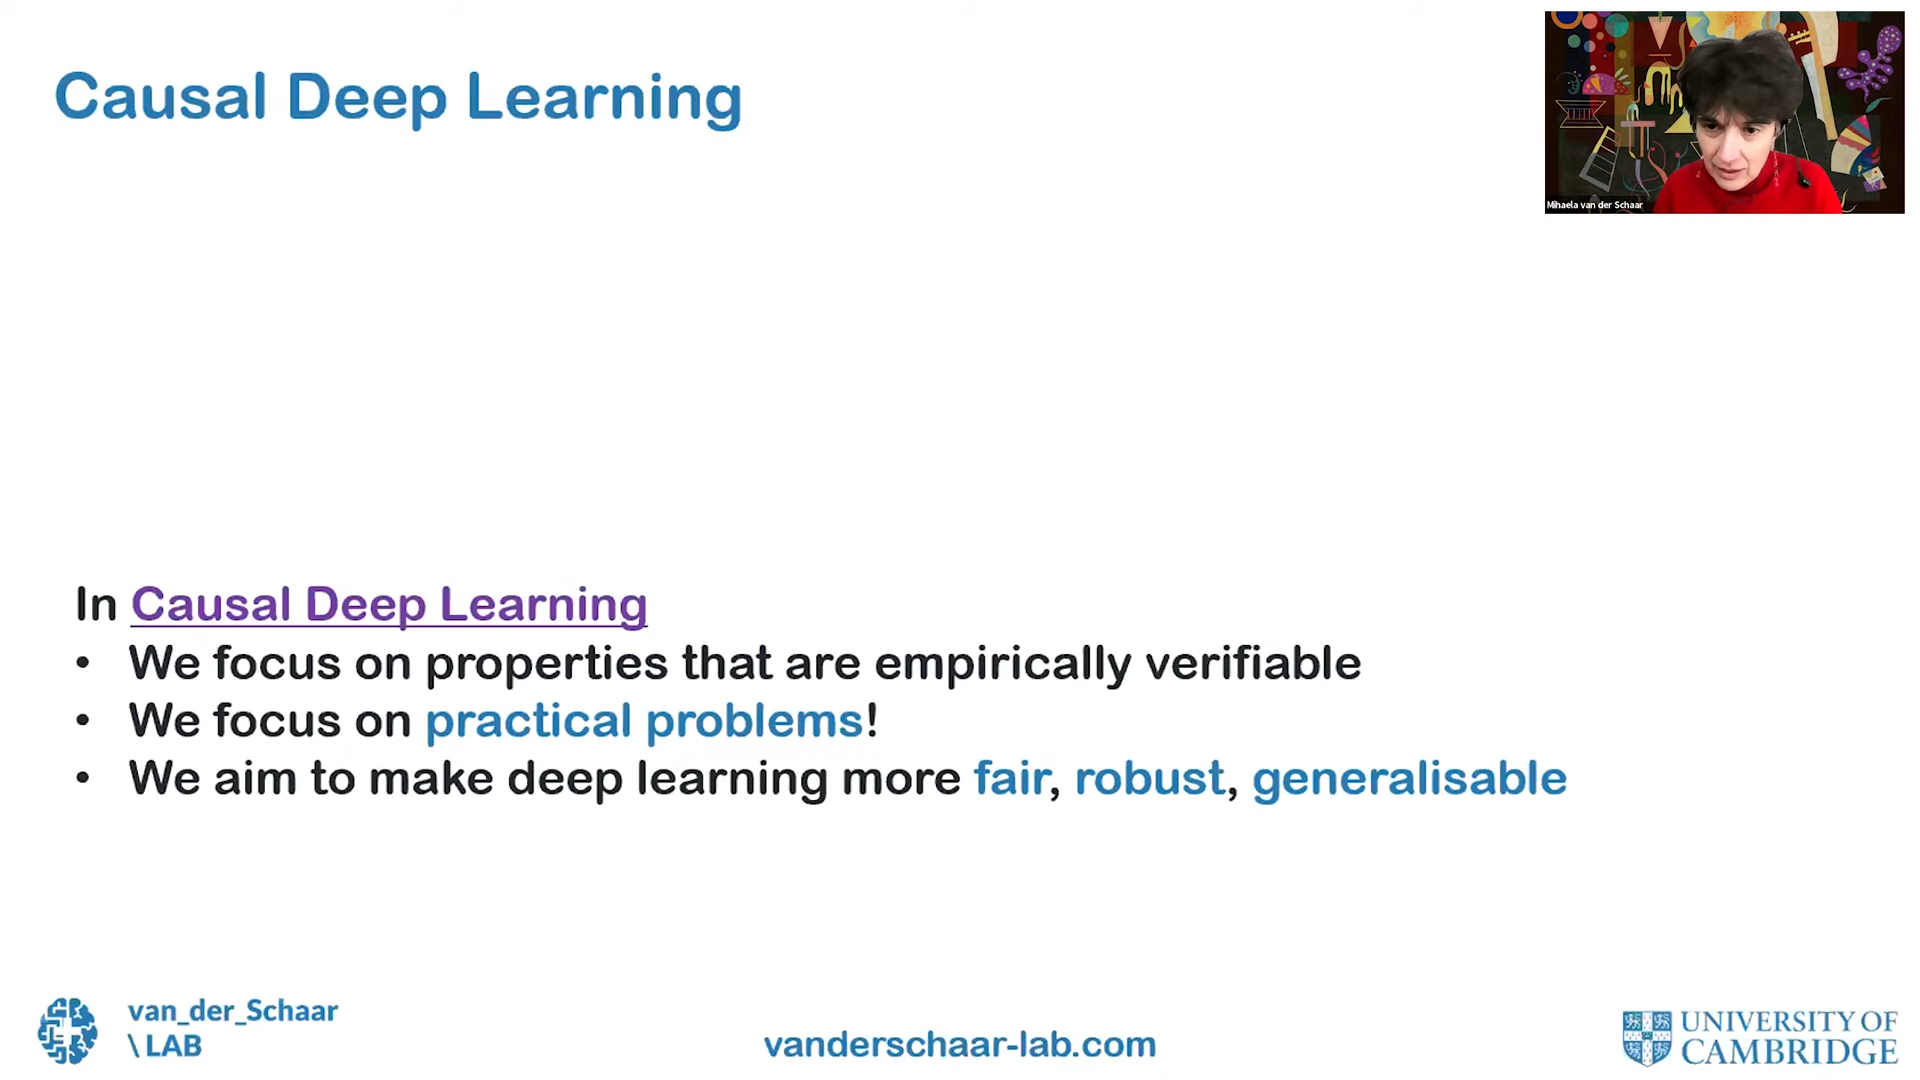 Causal Deep Learning
Mihaela van der Schaar
In Causal Deep Learning
• We focus on properties that are empirically verifiable
• We focus on practical problems!
• We aim to make deep learning more fair, robust, generalisable
van_der_Schaar
\ LAB
vanderschaar-lab.com
UNIVERSITY OF
CAMBRIDGE